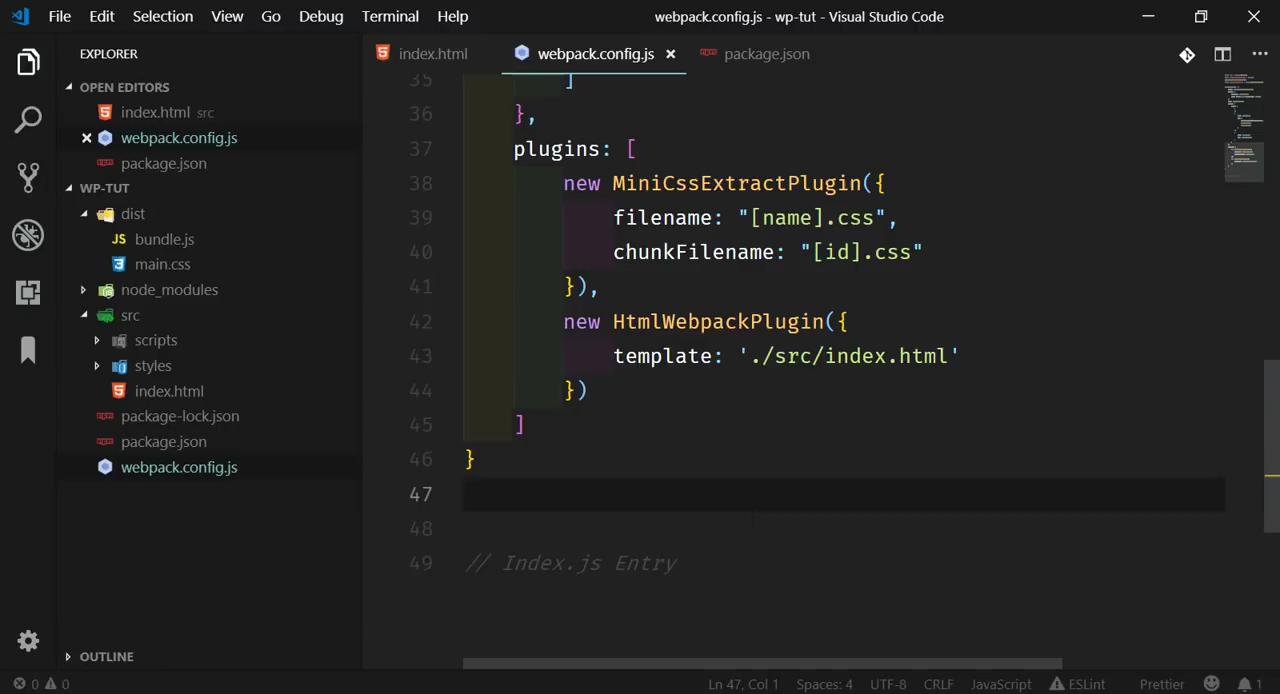 File Edit Selection View Go Debug Terminal Help
webpack.config.js - wp-tut - Visual Studio Code
EXPLORER
OPEN EDITORS
index.html src
webpack.config.js
package.json
WP-TUT
dist
JS bundle.js
main.css
node_modules
src
scripts
styles
index.html
package-lock.json
package.json
webpack.config.js
OUTLINE
index.html webpack.config.js package.json
35 ]
36 },
37 plugins: [
38 new MiniCssExtractPlugin({
39 filename: "[name].css",
40 chunkFilename: "[id].css"
41 }),
42 new HtmlWebpackPlugin({
43 template: './src/index.html'
44 })
45 ]
46 }
47
48
49 // Index.js Entry
0 0 Ln 47, Col 1 Spaces: 4 UTF-8 CRLF JavaScript ESLint Prettier 1